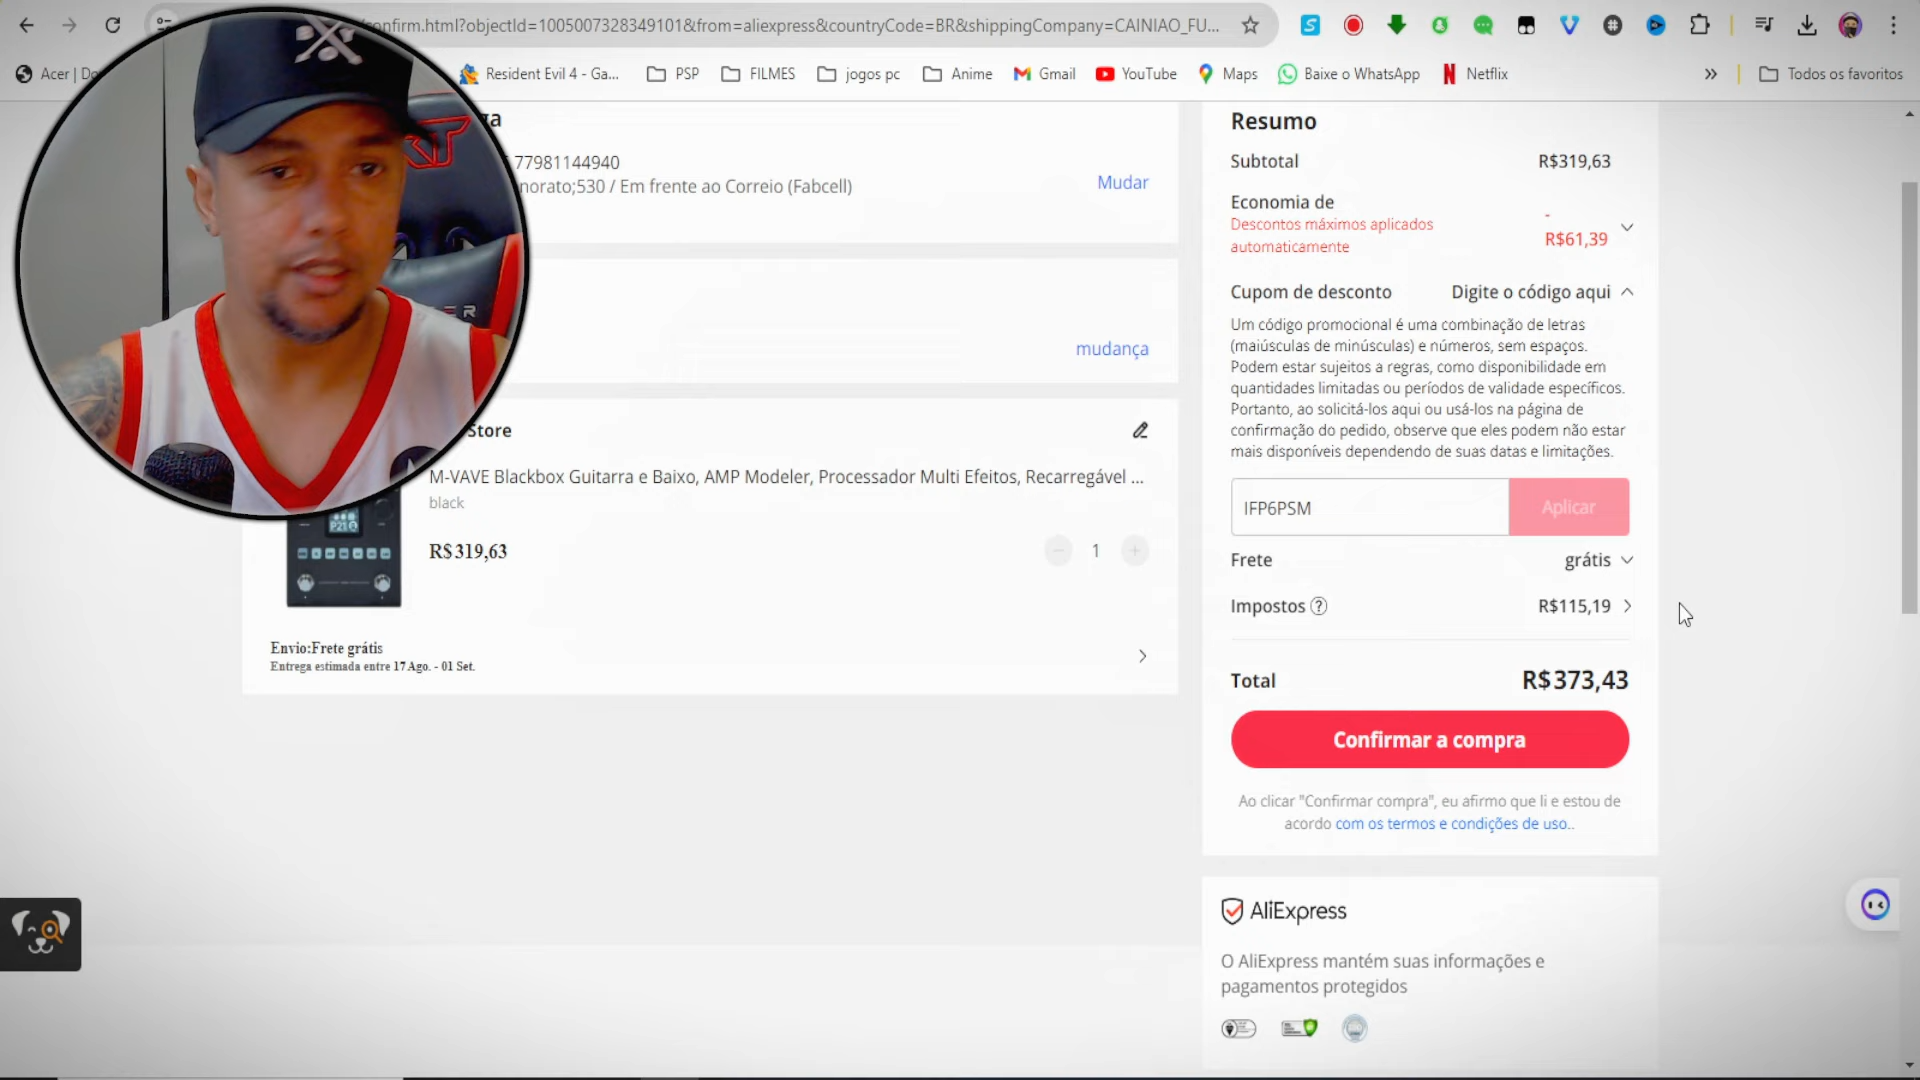 confirm.html?objectId=1005007328349101&from=aliexpress&countryCode=BR&shippingCompany=CAINIAO_FU...
Acer | Do
Resident Evil 4 - Ga...
PSP
FILMES
jogos pc
Anime
Gmail
YouTube
Maps
Baixe o WhatsApp
Netflix
Todos os favoritos
ga
77981144940
norato;530 / Em frente ao Correio (Fabcell)
Mudar
mudança
Store
M-VAVE Blackbox Guitarra e Baixo, AMP Modeler, Processador Multi Efeitos, Recarregável ...
black
P21
R$319,63
1
Envio:Frete grátis
Entrega estimada entre 17 Ago. - 01 Set.
Resumo
Subtotal R$319,63
Economia de
Descontos máximos aplicados
automaticamente
-
R$61,39
Cupom de desconto Digite o código aqui
Um código promocional é uma combinação de letras
(maiúsculas de minúsculas) e números, sem espaços.
Podem estar sujeitos a regras, como disponibilidade em
quantidades limitadas ou períodos de validade específicos.
Portanto, ao solicitá-los aqui ou usá-los na página de
confirmação do pedido, observe que eles podem não estar
mais disponíveis dependendo de suas datas e limitações.
IFP6PSM Aplicar
Frete grátis
Impostos ? R$115,19
Total R$373,43
Confirmar a compra
Ao clicar "Confirmar compra", eu afirmo que li e estou de
acordo com os termos e condições de uso..
AliExpress
O AliExpress mantém suas informações e
pagamentos protegidos